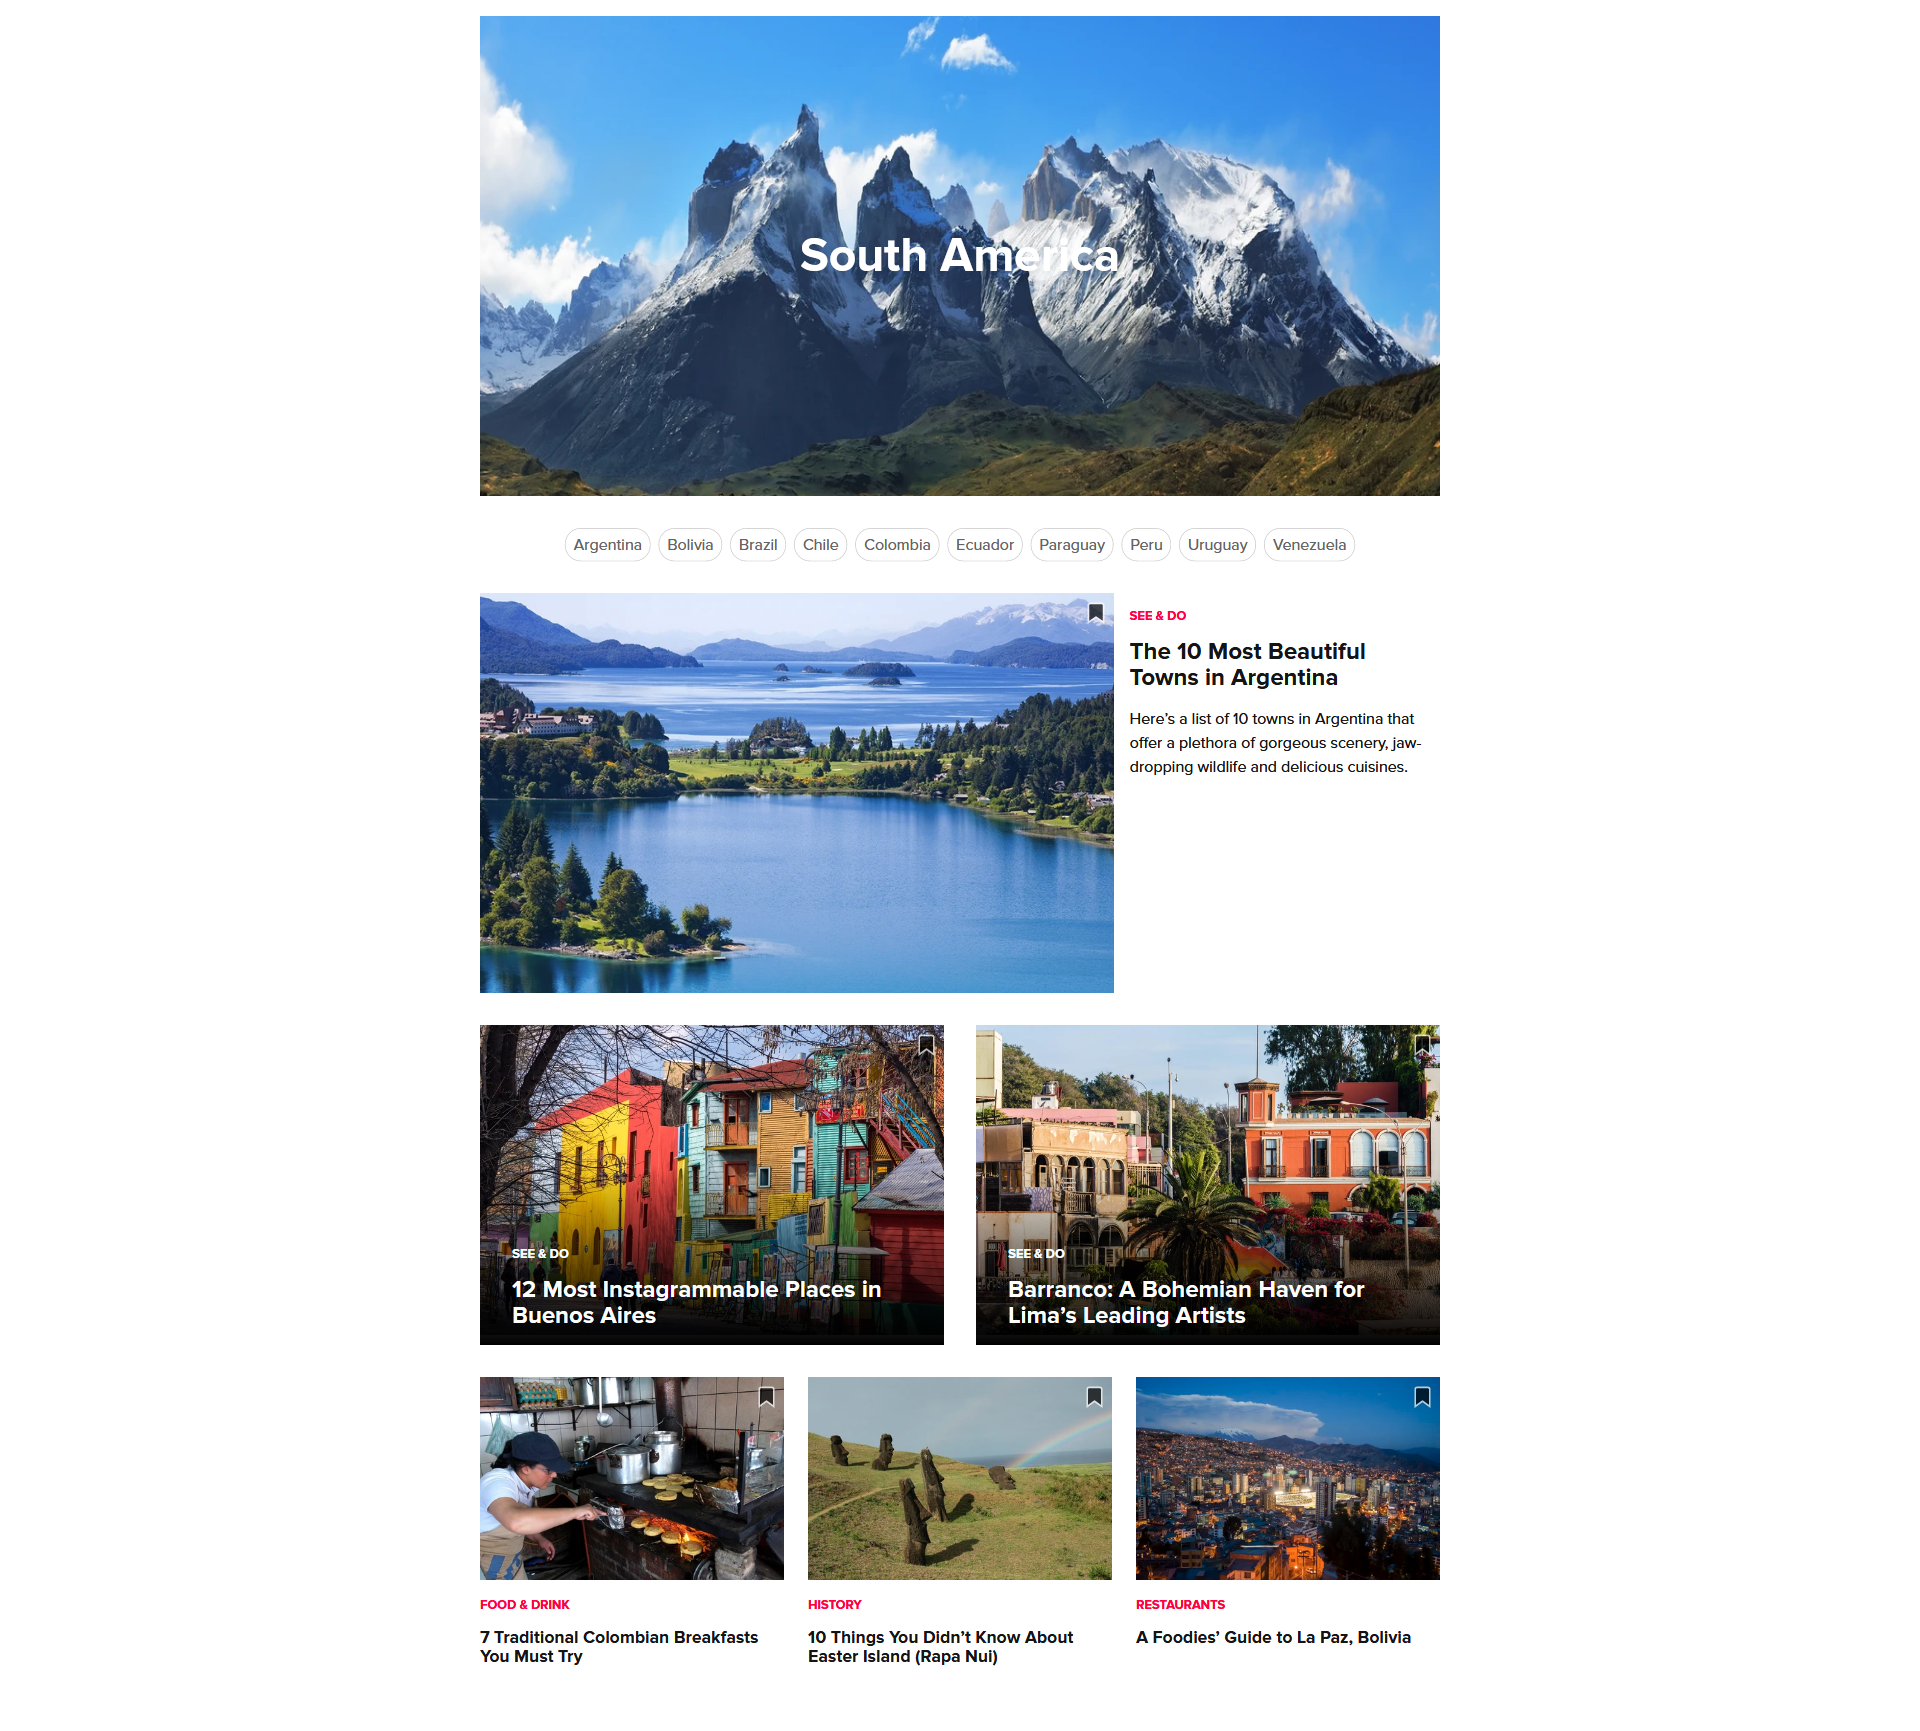 South America
Argentina Bolivia Brazil Chile Colombia Ecuador Paraguay Peru Uruguay Venezuela
SEE & DO
The 10 Most Beautiful
Towns in Argentina
Here’s a list of 10 towns in Argentina that
offer a plethora of gorgeous scenery, jaw-
dropping wildlife and delicious cuisines.
SEE & DO
12 Most Instagrammable Places in
Buenos Aires
SEE & DO
Barranco: A Bohemian Haven for
Lima’s Leading Artists
FOOD & DRINK
7 Traditional Colombian Breakfasts
You Must Try
HISTORY
10 Things You Didn’t Know About
Easter Island (Rapa Nui)
RESTAURANTS
A Foodies’ Guide to La Paz, Bolivia